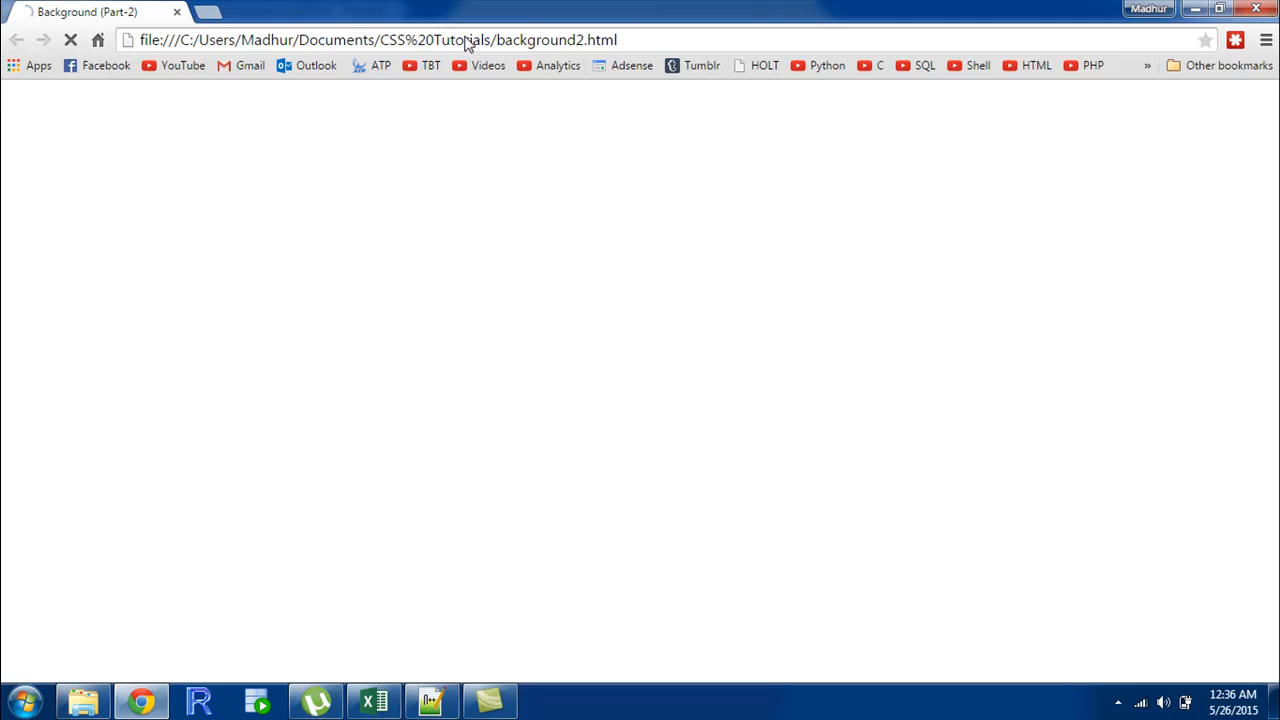 Background (Part-2)
Madhur
file:///C:/Users/Madhur/Documents/CSS%20Tutorials/background2.html
Apps Facebook YouTube Gmail Outlook ATP TBT Videos Analytics Adsense Tumblr HOLT Python C SQL Shell HTML PHP » Other bookmarks
12:36 AM
5/26/2015